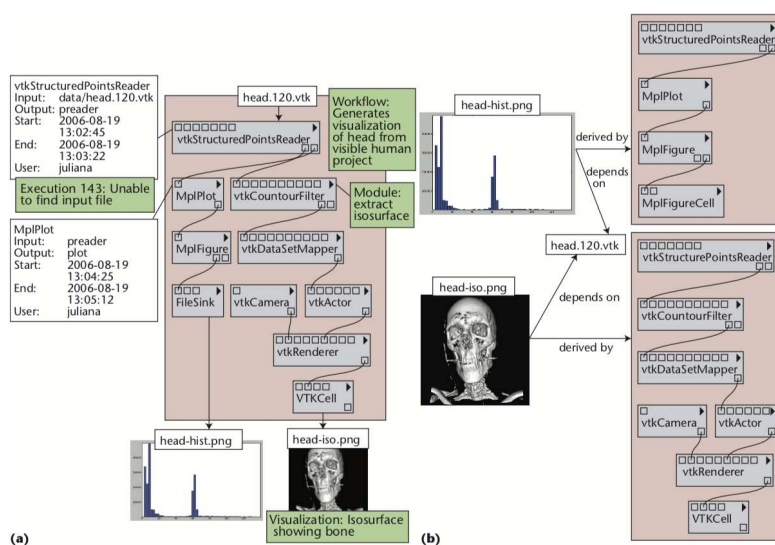 vtkStructuredPointsReader
Input: data/head.120.vtk
Output: preader
Start: 2006-08-19
13:02:45
End: 2006-08-19
13:03:22
User: juliana
Execution 143: Unable
to find input file
MplPlot
Input: preader
Output: plot
Start: 2006-08-19
13:04:25
End: 2006-08-19
13:05:12
User: juliana
head.120.vtk
Workflow:
Generates
visualization
of head from
visible human
project
vtkStructuredPointsReader
MplPlot
vtkCountourFilter
Module:
extract
isosurface
MplFigure
vtkDataSetMapper
FileSink
vtkCamera
vtkActor
vtkRenderer
VTKCell
head-hist.png
head-iso.png
Visualization: Isosurface
showing bone
(a)
head-hist.png
derived by
depends
on
head.120.vtk
head-iso.png
depends on
derived by
vtkStructuredPointsReader
MplPlot
MplFigure
MplFigureCell
vtkStructurePointsReader
vtkCountourFilter
vtkDataSetMapper
vtkCamera
vtkActor
vtkRenderer
VTKCell
(b)